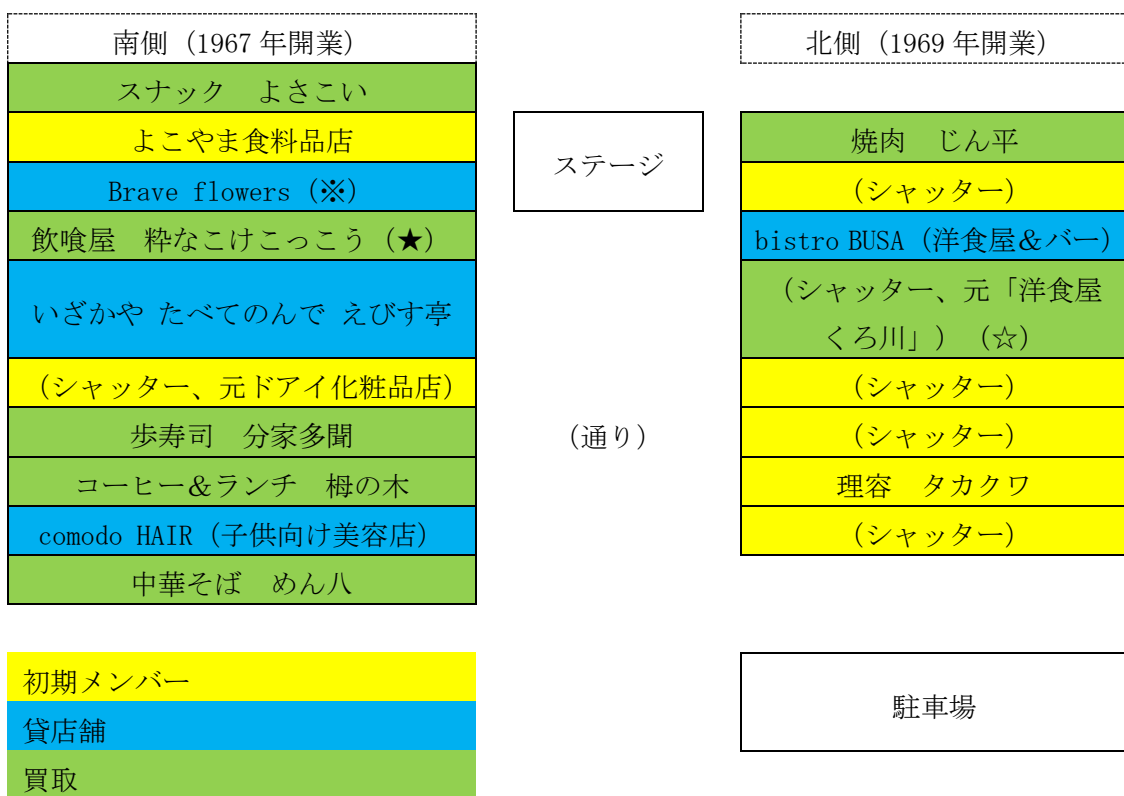 南側（1967 年開業）
スナック　よさこい
よこやま食料品店
Brave flowers（※）
飲喰屋　粋なこけこっこう（★）
いざかや たべてのんで えびす亭
（シャッター、元ドアイ化粧品店）
歩寿司　分家多聞
コーヒー＆ランチ　栂の木
comodo HAIR（子供向け美容店）
中華そば　めん八
ステージ
（通り）
北側（1969 年開業）
焼肉　じん平
（シャッター）
bistro BUSA（洋食屋＆バー）
（シャッター、元「洋食屋
くろ川」）（☆）
（シャッター）
（シャッター）
理容　タカクワ
（シャッター）
初期メンバー
貸店舗
買取
駐車場